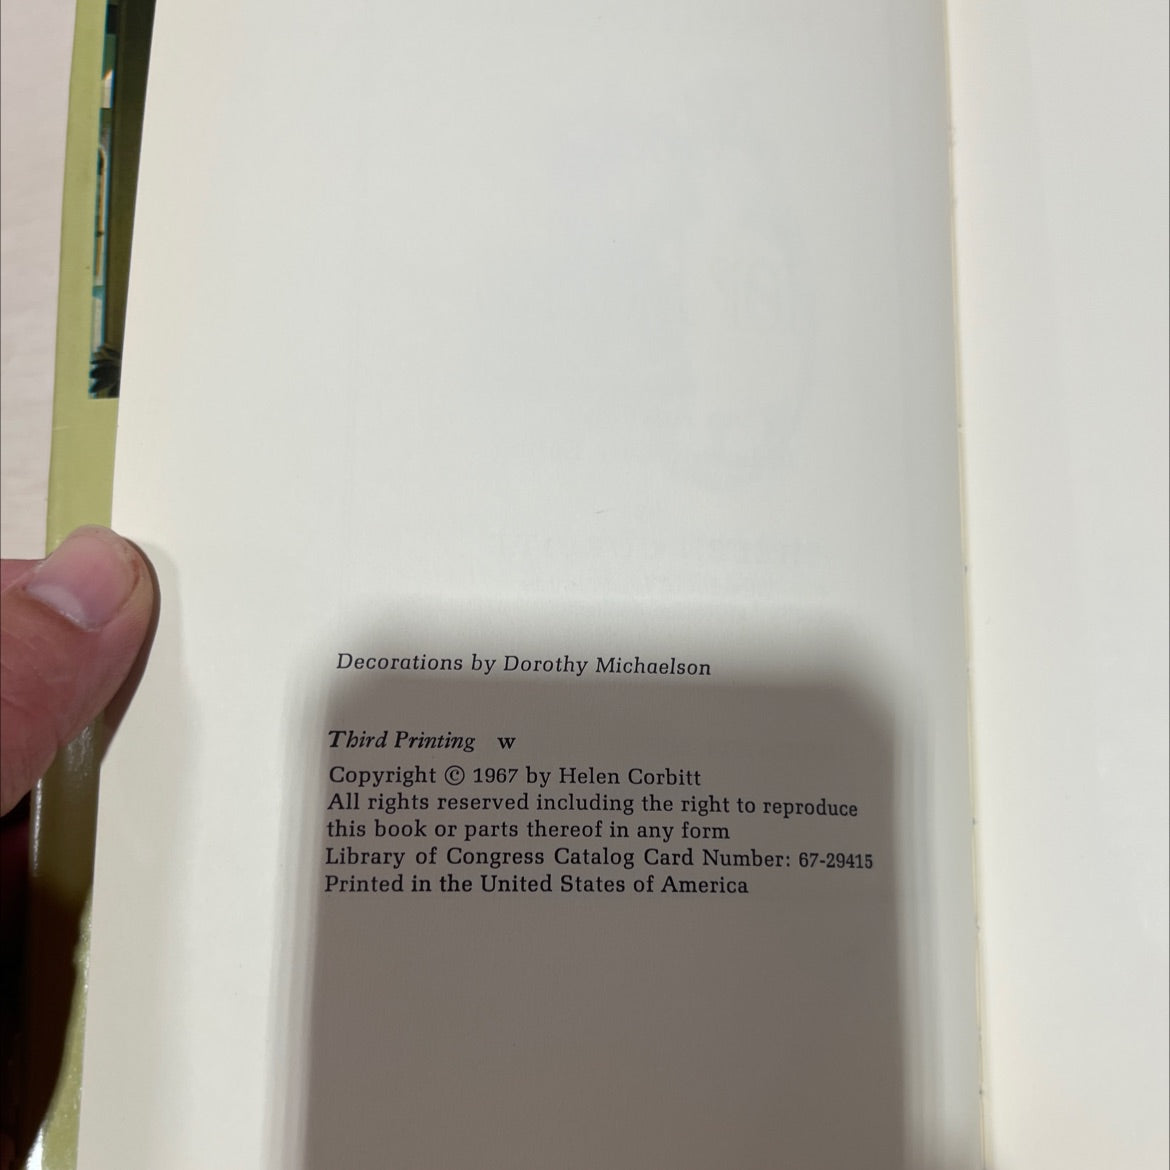 Decorations by Dorothy Michaelson
Third Printing w
Copyright © 1967 by Helen Corbitt
All rights reserved including the right to reproduce
this book or parts thereof in any form
Library of Congress Catalog Card Number: 67-29415
Printed in the United States of America